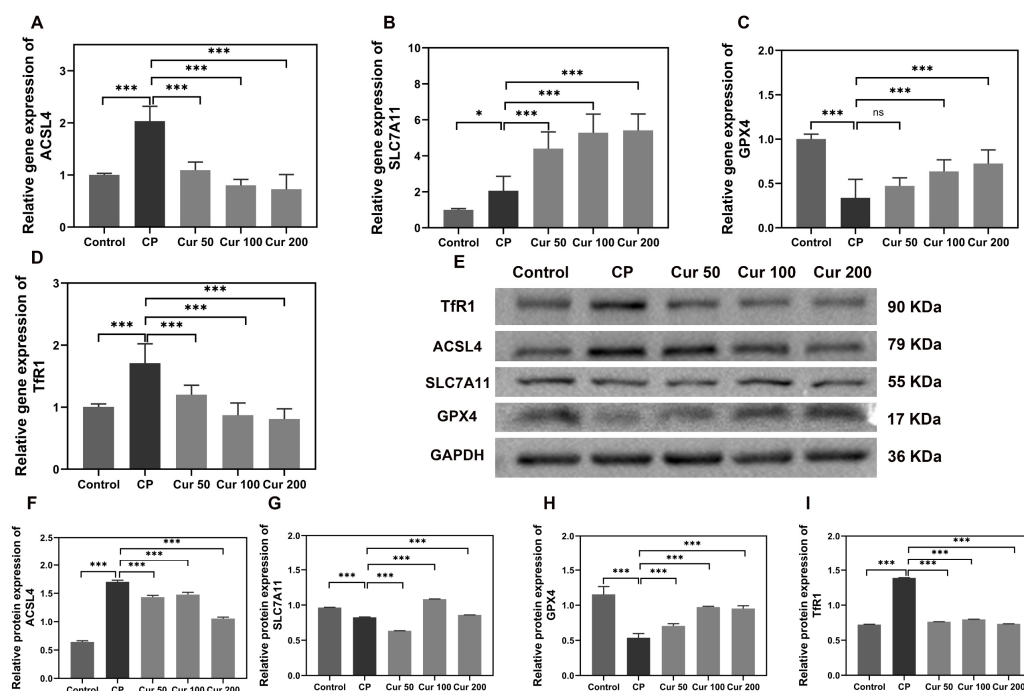 A
Relative gene expression of
ACSL4
3
2
1
0
***
***
***
***
Control CP Cur 50 Cur 100 Cur 200
B
Relative gene expression of
SLC7A11
10
8
6
4
2
0
***
***
* ***
Control CP Cur 50 Cur 100 Cur 200
C
Relative gene expression of
GPX4
2.0
1.5
1.0
0.5
0.0
***
***
*** ns
Control CP Cur 50 Cur 100 Cur 200
D
Relative gene expression of
TfR1
3
2
1
0
***
***
*** ***
Control CP Cur 50 Cur 100 Cur 200
E
Control CP Cur 50 Cur 100 Cur 200
TfR1 90 KDa
ACSL4 79 KDa
SLC7A11 55 KDa
GPX4 17 KDa
GAPDH 36 KDa
F
Relative protein expression of
ACSL4
2.5
2.0
1.5
1.0
0.5
0.0
***
***
*** ***
Control CP Cur 50 Cur 100 Cur 200
G
Relative protein expression of
SLC7A11
2.0
1.5
1.0
0.5
0.0
***
***
*** ***
Control CP Cur 50 Cur 100 Cur 200
H
Relative protein expression of
GPX4
2.0
1.5
1.0
0.5
0.0
***
***
*** ***
Control CP Cur 50 Cur 100 Cur 200
I
Relative protein expression of
TfR1
2.0
1.5
1.0
0.5
0.0
***
***
*** ***
Control CP Cur 50 Cur 100 Cur 200